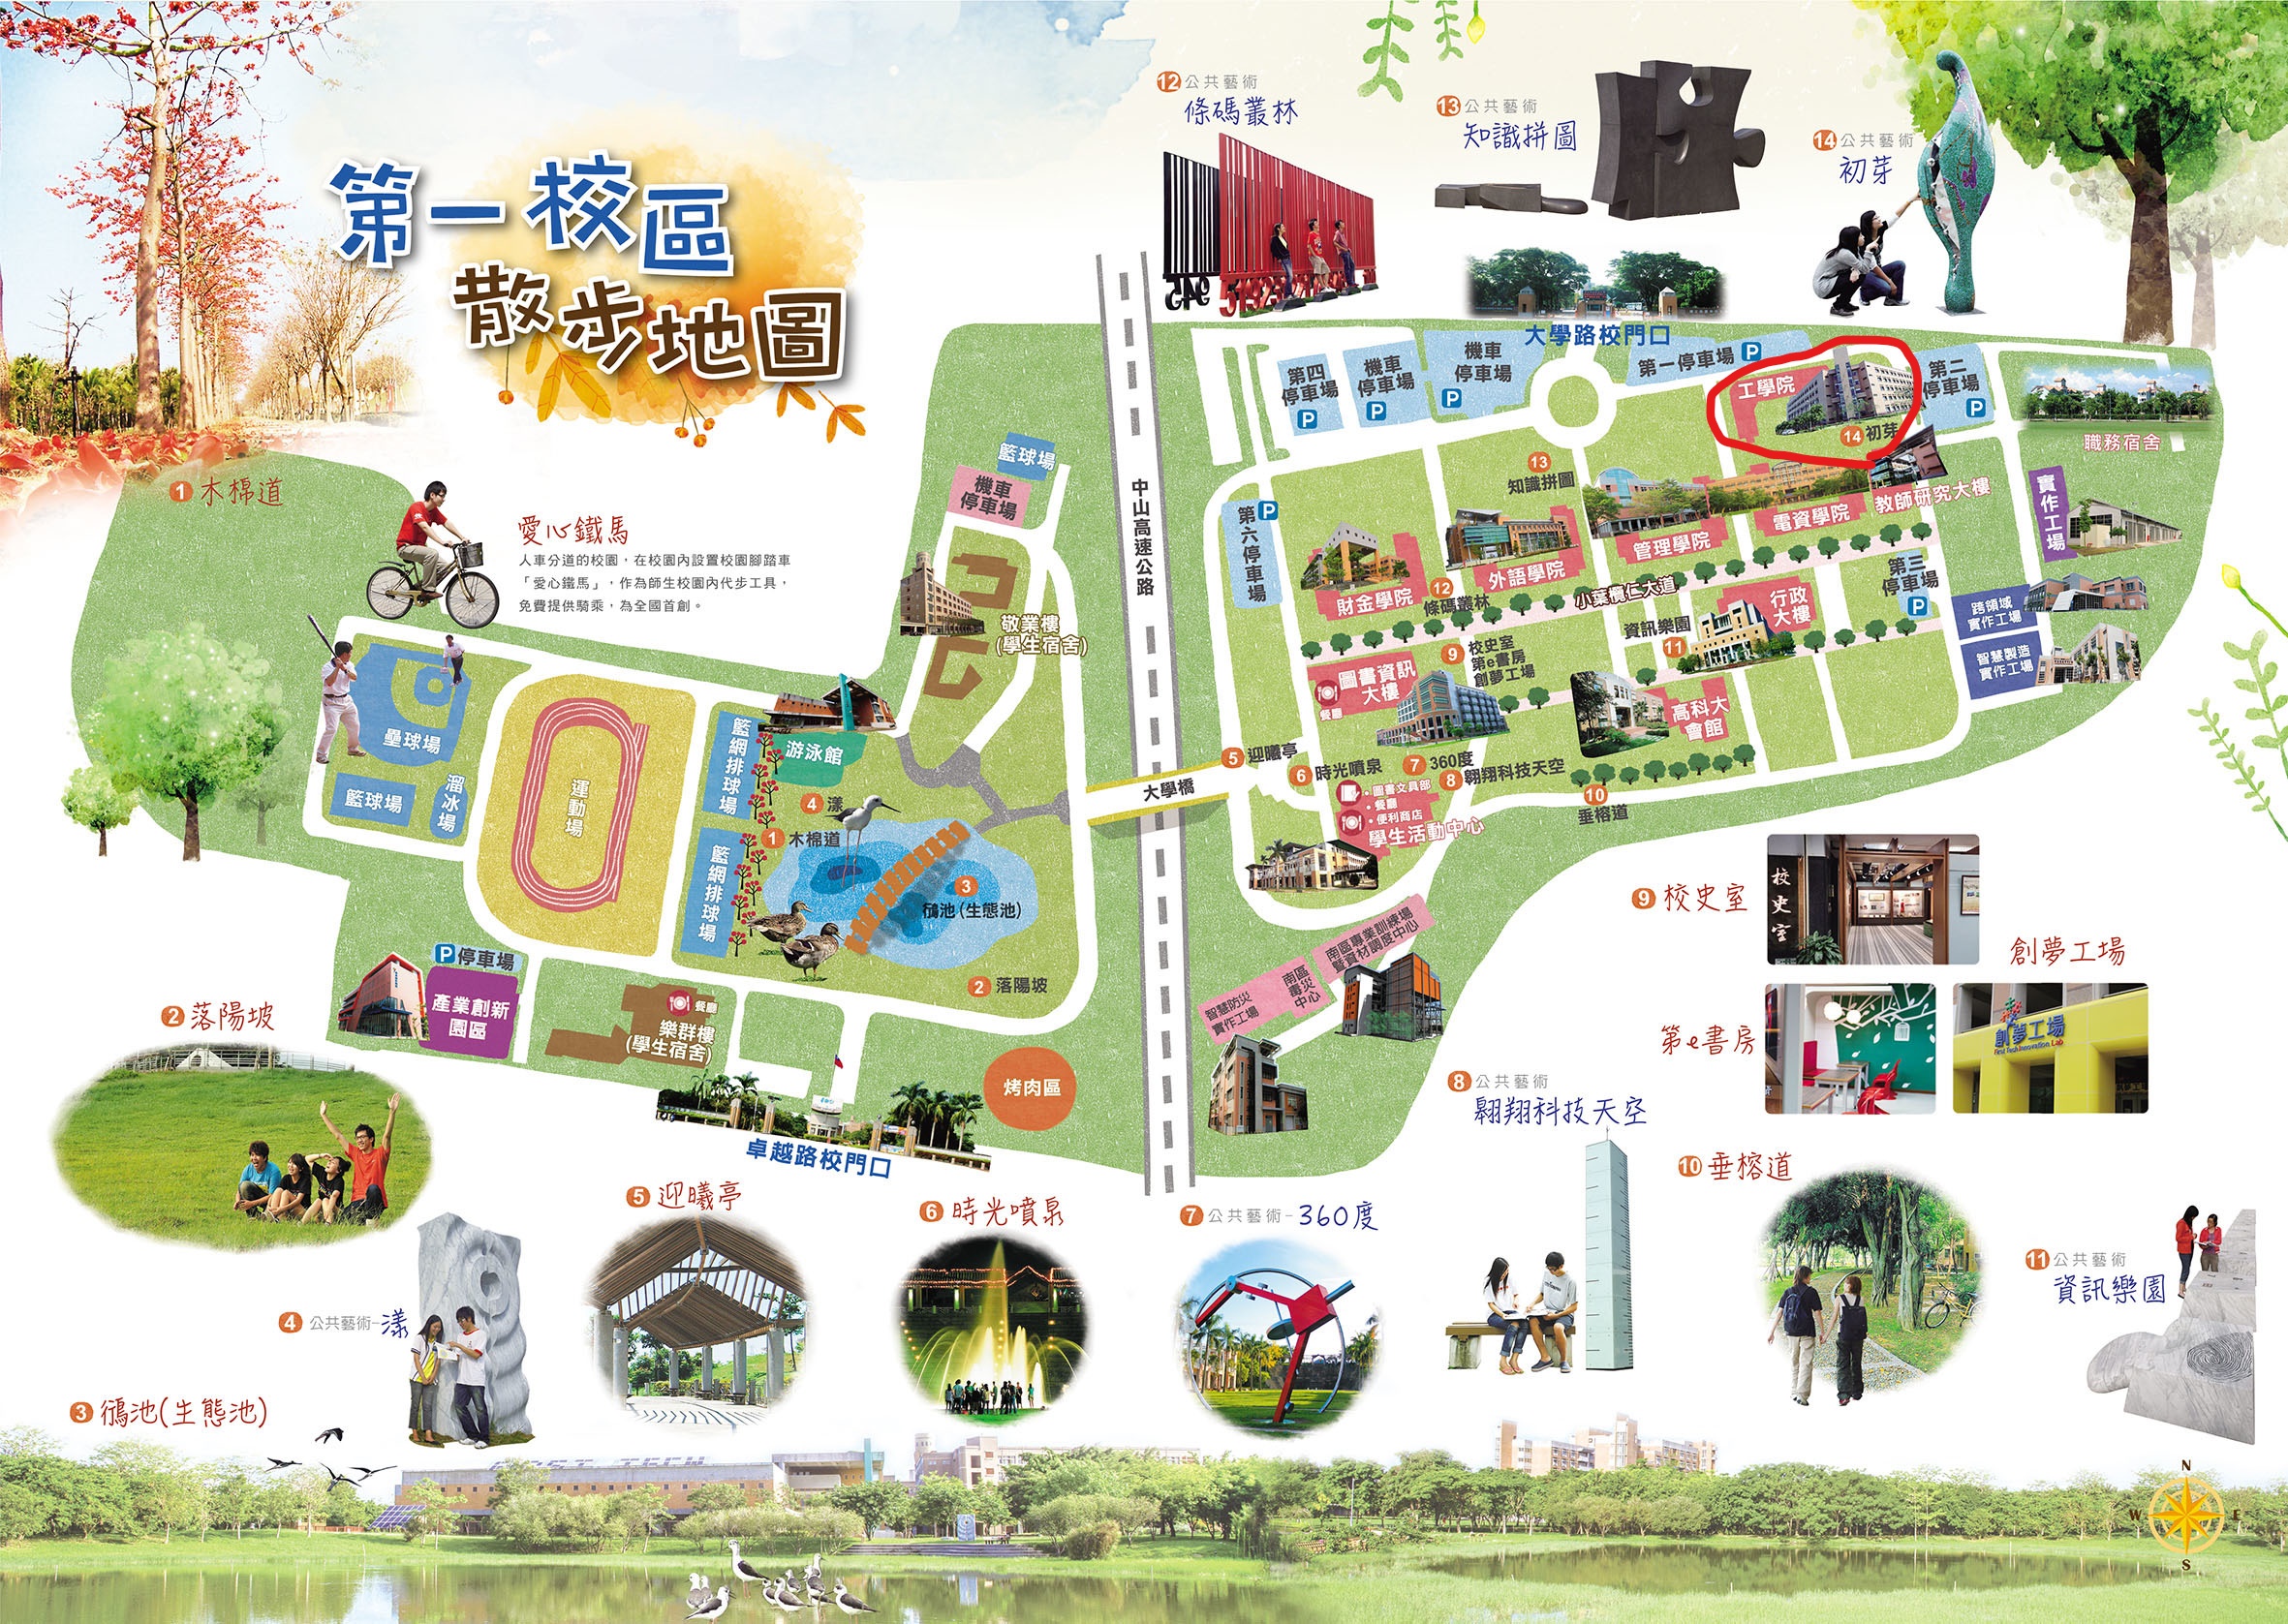 第一校區
散步地圖
12 公共藝術
條碼叢林
13 公共藝術
知識拼圖
14 公共藝術
初芽
大學路校門口
1 木棉道
愛心鐵馬
人車分道的校園，在校園內設置校園腳踏車
「愛心鐵馬」，作為師生校園內代步工具，
免費提供騎乘，為全國首創。
中山高速公路
第四
停車場
P
機車
停車場
P
機車
停車場
P
第一停車場 P
工學院
14 初芽
第二
停車場
P
職務宿舍
籃球場
機車
停車場
敬業樓
(學生宿舍)
第六停車場
P
13
知識拼圖
財金學院
12
條碼叢林
外語學院
管理學院
電資學院
教師研究大樓
小葉欖仁大道
第三
停車場
P
實作工場
跨領域
實作工場
智慧製造
實作工場
行政
大樓
資訊樂園
11
9 校史室
第e書房
創夢工場
圖書資訊
大樓
餐廳
高科大
會館
5 迎曦亭
6 時光噴泉
7 360度
8 翱翔科技天空
圖書文具部
餐廳
便利商店
學生活動中心
10
垂榕道
大學橋
壘球場
籃球場
溜冰場
運動場
籃網排球場
籃網排球場
游泳館
4 漾
1 木棉道
3
鴴池(生態池)
2 落陽坡
P 停車場
產業創新
園區
餐廳
樂群樓
(學生宿舍)
烤肉區
卓越路校門口
南區專業訓練場
暨資材調度中心
南區
毒災
中心
智慧防災
實作工場
9 校史室
校史室
創夢工場
第e書房
創夢工場
First Tech Innovation Lab
2 落陽坡
3 鴴池(生態池)
4 公共藝術-漾
5 迎曦亭
6 時光噴泉
7 公共藝術-360度
8 公共藝術
翱翔科技天空
10 垂榕道
11 公共藝術
資訊樂園
N
W E
S